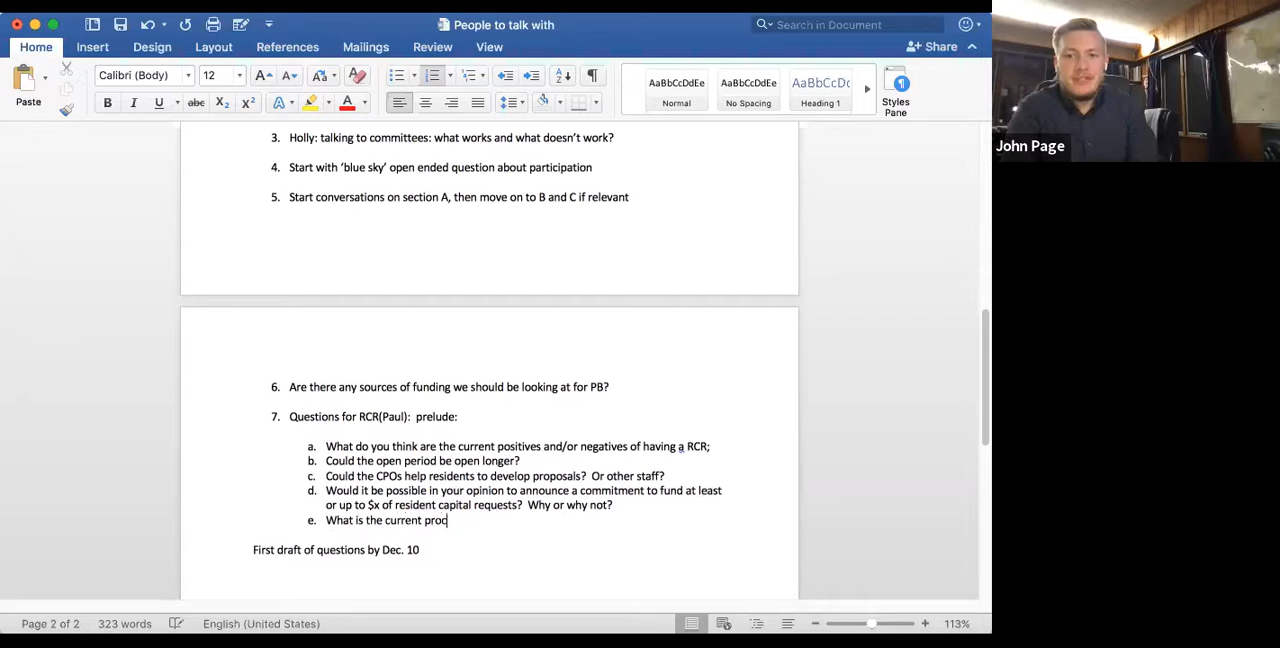 People to talk with
Search in Document
Home Insert Design Layout References Mailings Review View Share
Paste
Calibri (Body) 12
AaBbCcDdEe AaBbCcDdEe AaBbCcDc
Normal No Spacing Heading 1 Styles Pane
3. Holly: talking to committees: what works and what doesn't work?
4. Start with 'blue sky' open ended question about participation
5. Start conversations on section A, then move on to B and C if relevant
6. Are there any sources of funding we should be looking at for PB?
7. Questions for RCR(Paul): prelude:
a. What do you think are the current positives and/or negatives of having a RCR;
b. Could the open period be open longer?
c. Could the CPOs help residents to develop proposals? Or other staff?
d. Would it be possible in your opinion to announce a commitment to fund at least
or up to $x of resident capital requests? Why or why not?
e. What is the current proc
First draft of questions by Dec. 10
Page 2 of 2 323 words English (United States) 113%
John Page